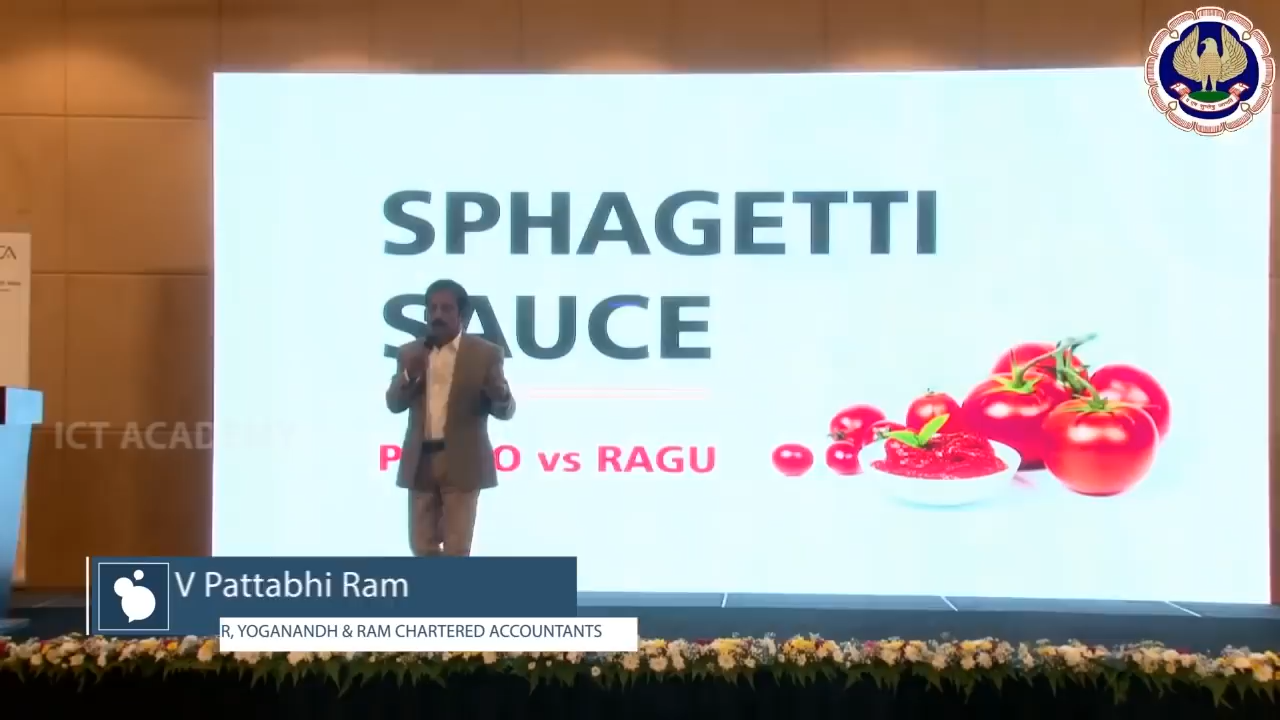 SPHAGETTI
SAUCE
P O vs RAGU
ICT ACADEMY
V Pattabhi Ram
R, YOGANANDH & RAM CHARTERED ACCOUNTANTS